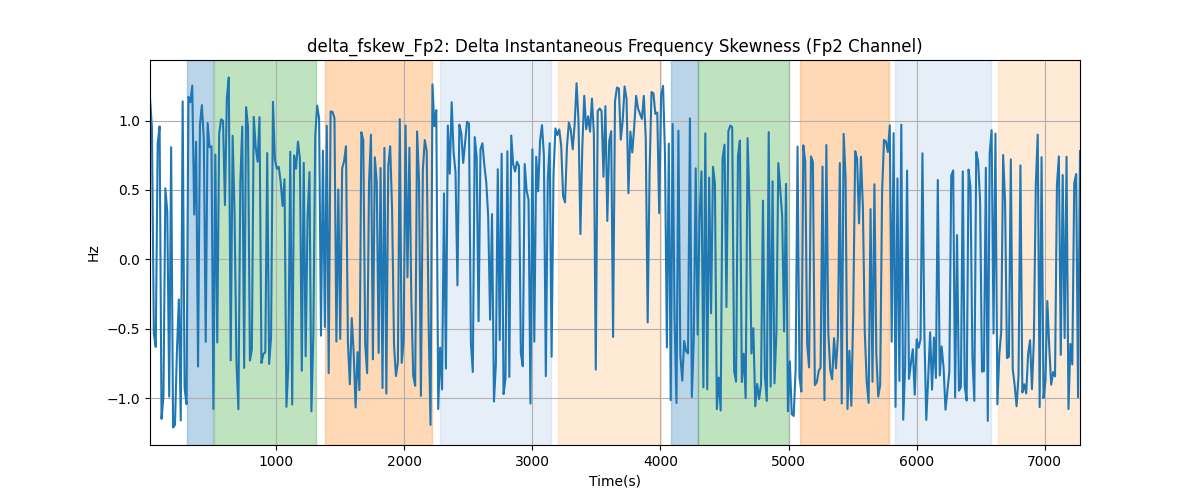 delta_fskew_Fp2: Delta Instantaneous Frequency Skewness (Fp2 Channel)
1.0
0.5
0.0
−0.5
−1.0
Hz
1000 2000 3000 4000 5000 6000 7000
Time(s)